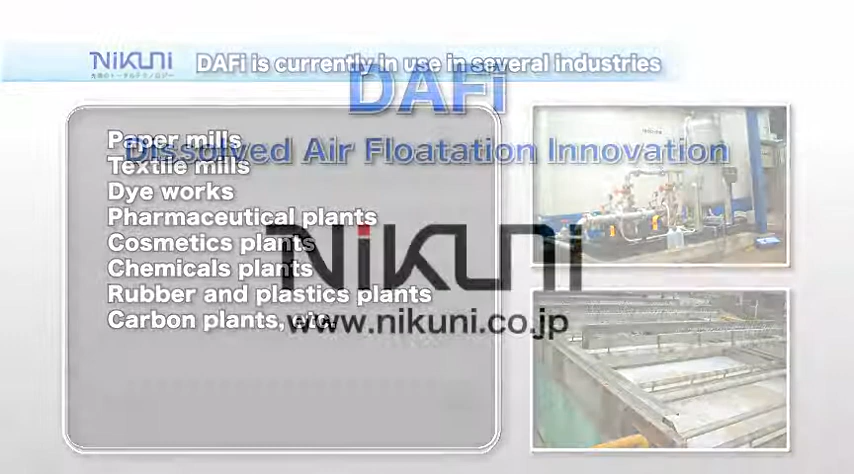 NiKUNi
DAFi is currently in use in several industries
DAFi
Dissolved Air Floatation Innovation
Paper mills
Textile mills
Dye works
Pharmaceutical plants
Cosmetics plants
Chemicals plants
Rubber and plastics plants
Carbon plants, etc.
NiKUNi
www.nikuni.co.jp